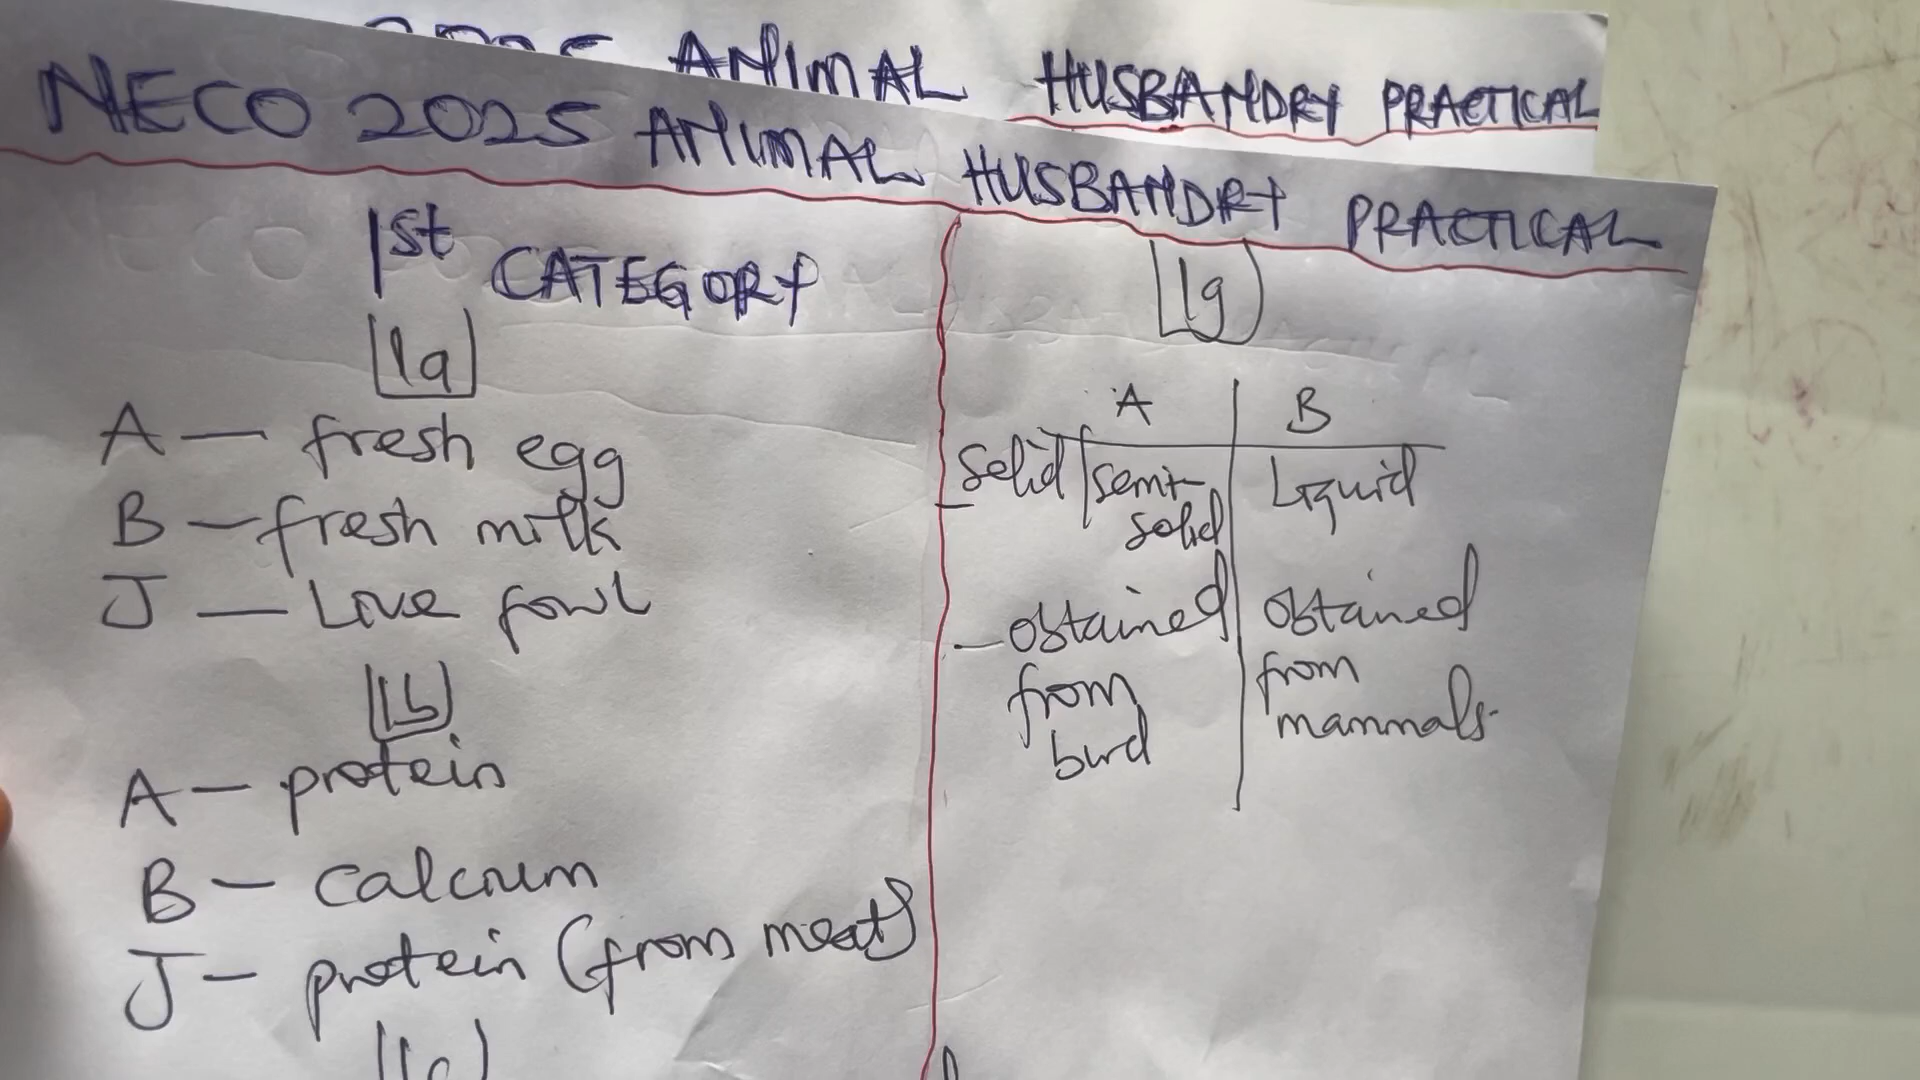 ANIMAL HUSBANDRY PRACTICAL
NECO 2025 ANIMAL HUSBANDRY PRACTICAL
1st CATEGORY
1a
A — fresh egg
B — fresh milk
J — Live fowl
1b
A — protein
B — calcium
J — protein (from meat)
1g
A | B
solid | semi- | Liquid
solid
— obtained | obtained
from | from
bird | mammals.